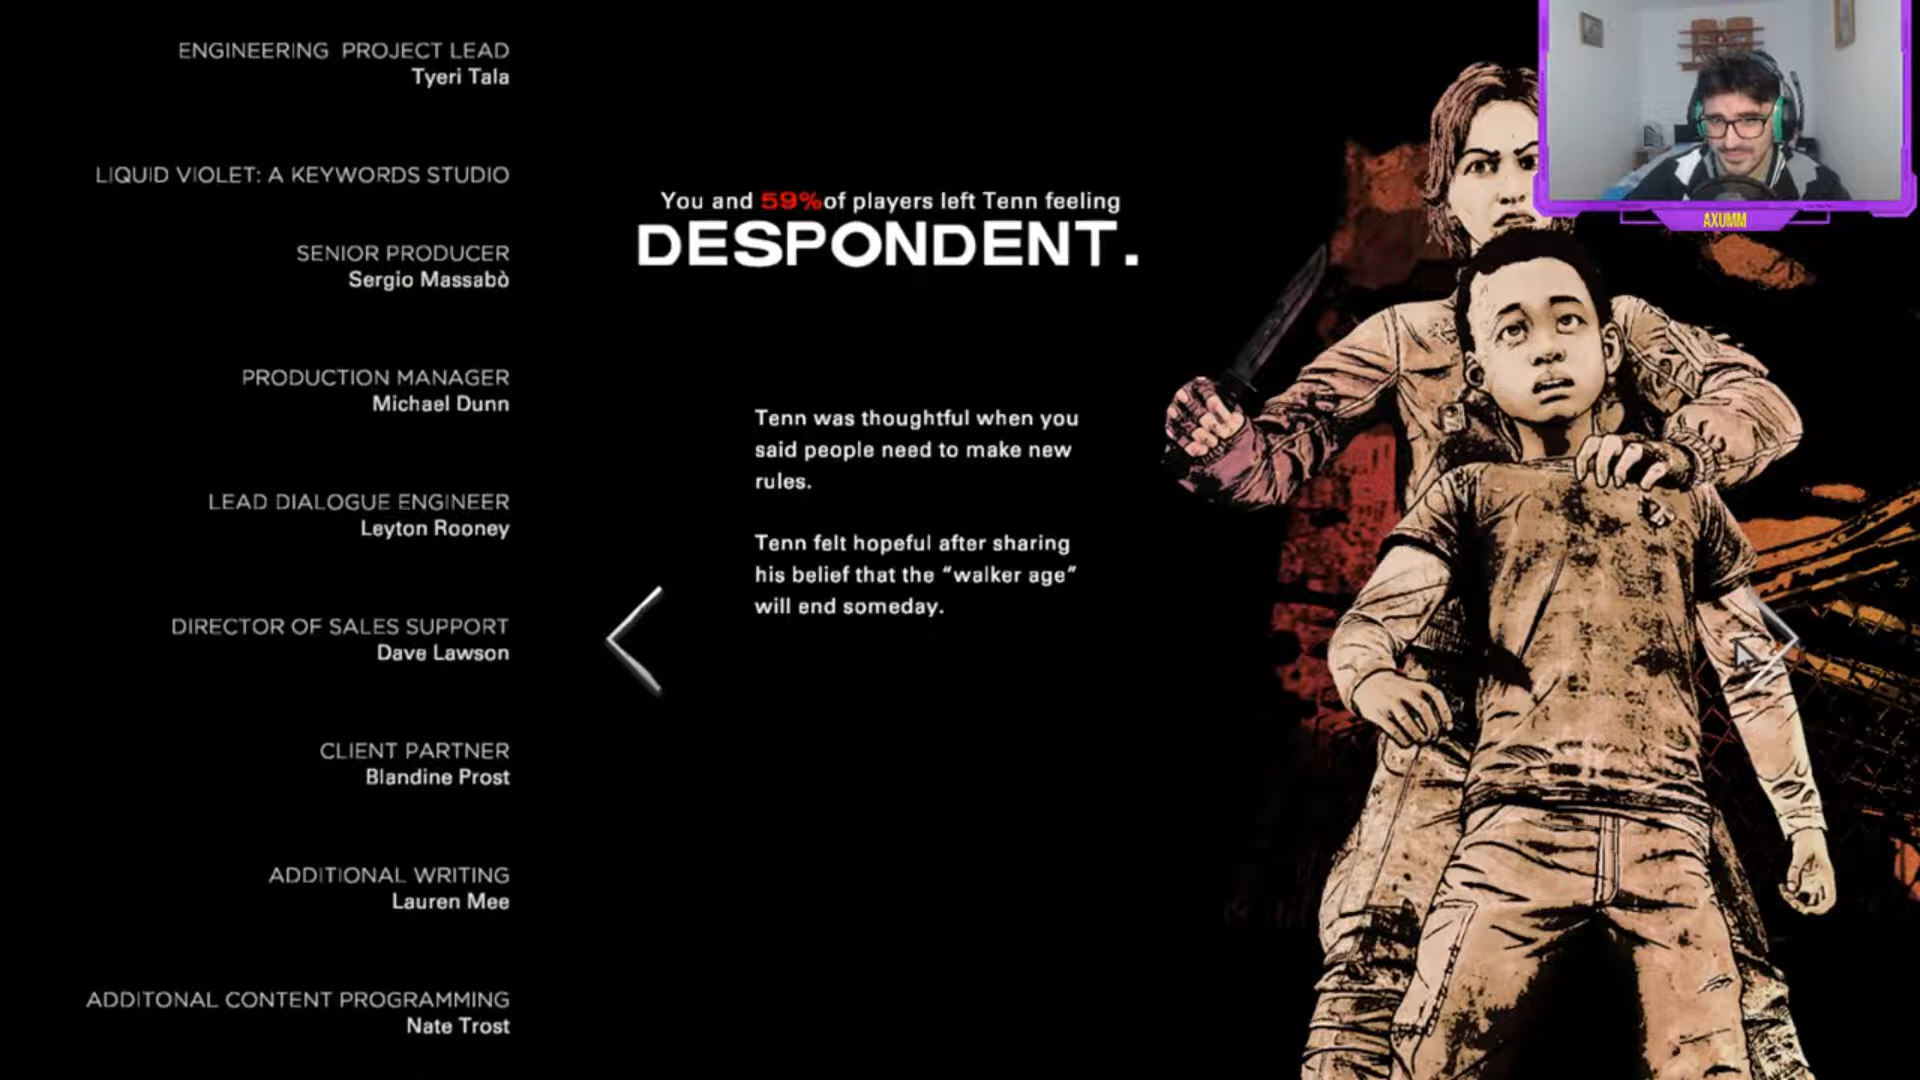 ENGINEERING PROJECT LEAD
Tyeri Tala
LIQUID VIOLET: A KEYWORDS STUDIO
SENIOR PRODUCER
Sergio Massabò
PRODUCTION MANAGER
Michael Dunn
LEAD DIALOGUE ENGINEER
Leyton Rooney
DIRECTOR OF SALES SUPPORT
Dave Lawson
CLIENT PARTNER
Blandine Prost
ADDITIONAL WRITING
Lauren Mee
ADDITONAL CONTENT PROGRAMMING
Nate Trost
You and 59% of players left Tenn feeling
DESPONDENT.
Tenn was thoughtful when you
said people need to make new
rules.
Tenn felt hopeful after sharing
his belief that the “walker age”
will end someday.
AXUMM